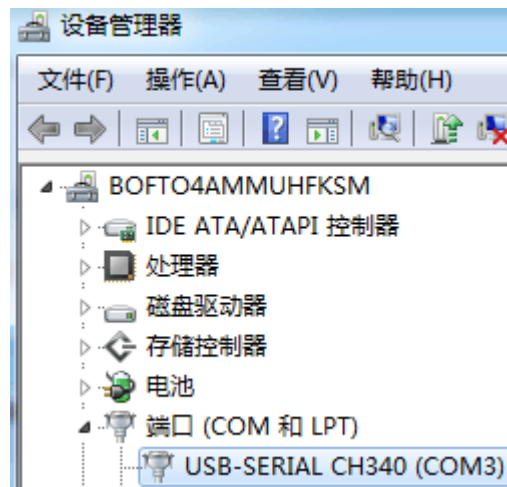 设备管理器
文件(F) 操作(A) 查看(V) 帮助(H)
BOFTO4AMMUHFKSM
IDE ATA/ATAPI 控制器
处理器
磁盘驱动器
存储控制器
电池
端口 (COM 和 LPT)
USB-SERIAL CH340 (COM3)